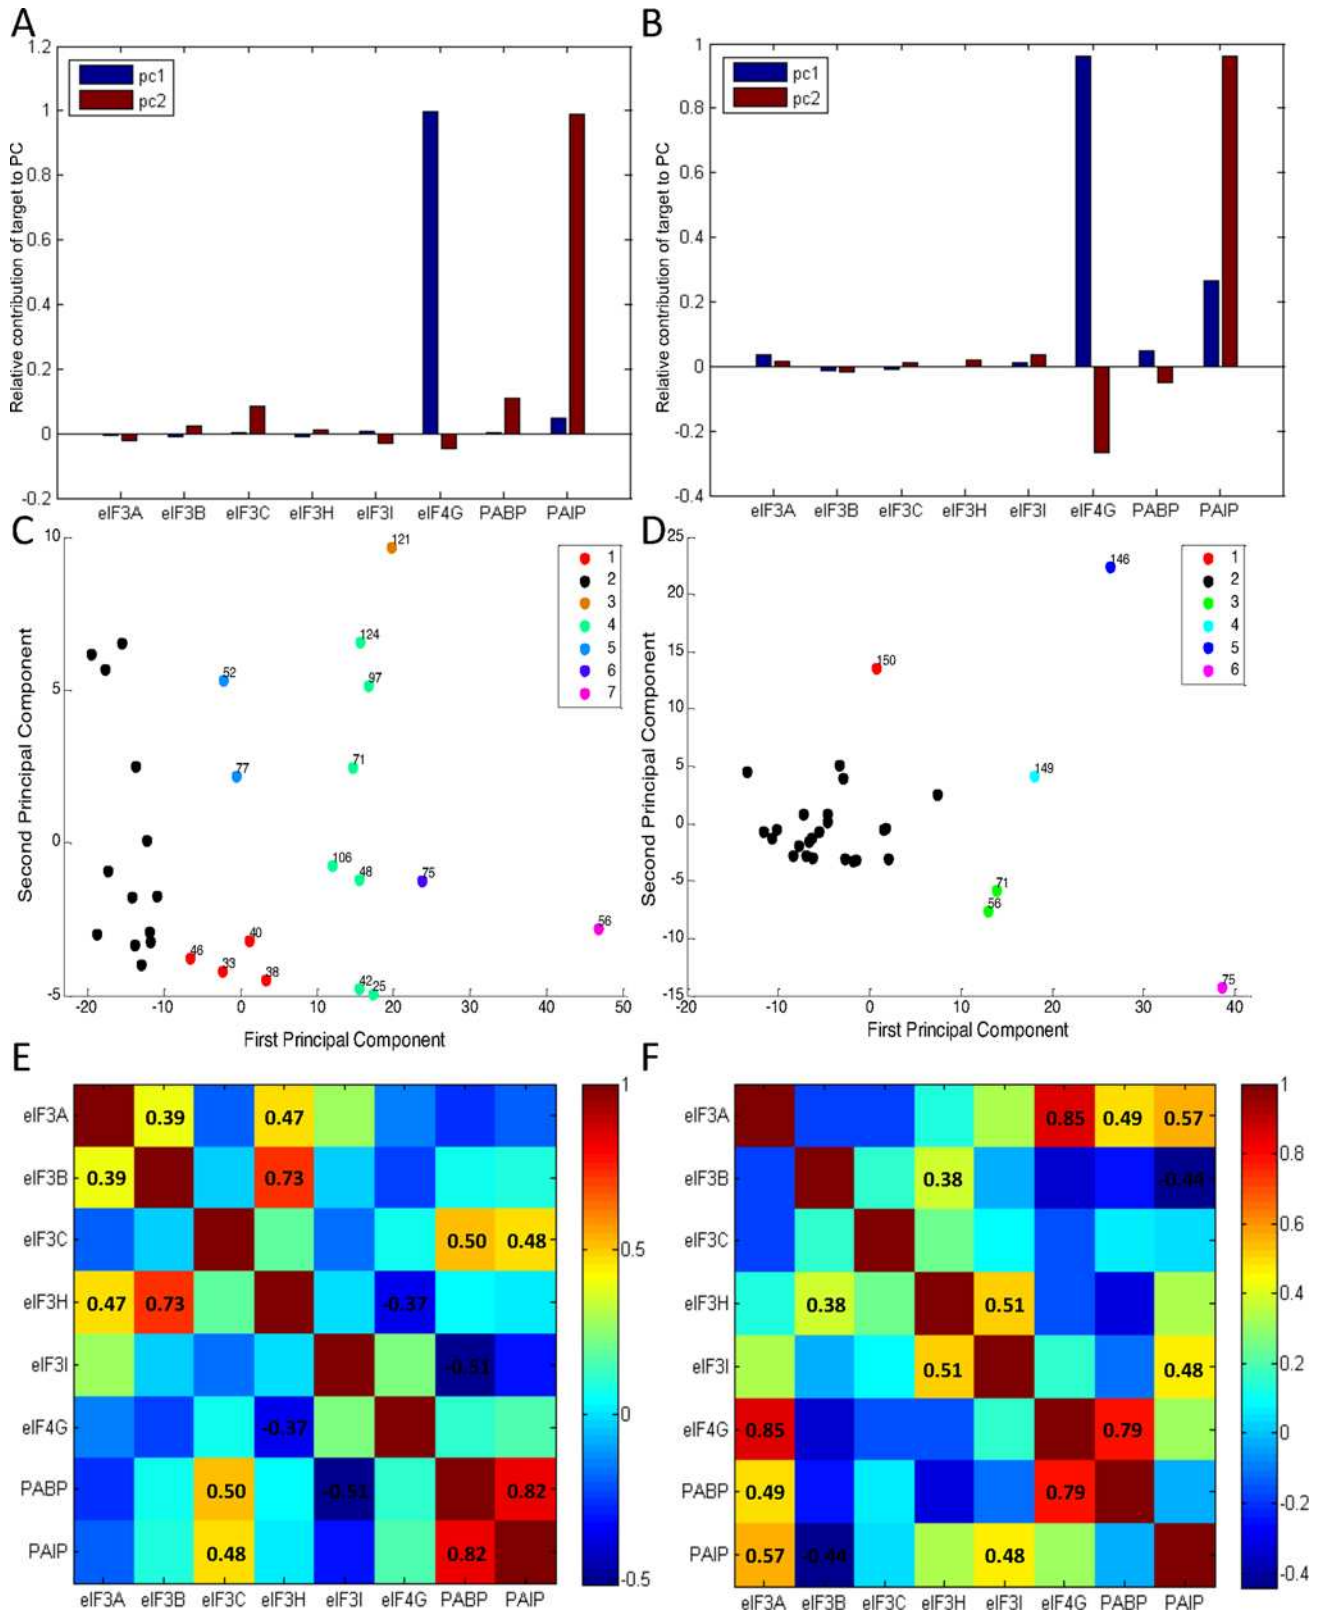 A
1.2
1
0.8
0.6
0.4
0.2
0
-0.2
Relative contribution of target to PC
pc1
pc2
eIF3A eIF3B eIF3C eIF3H eIF3I eIF4G PABP PAIP
B
1
0.8
0.6
0.4
0.2
0
-0.2
-0.4
Relative contribution of target to PC
pc1
pc2
eIF3A eIF3B eIF3C eIF3H eIF3I eIF4G PABP PAIP
C
10
5
0
-5
Second Principal Component
121
124
97
52
71
77
106
48
75
56
40
46
33
38
42
25
1
2
3
4
5
6
7
-20 -10 0 10 20 30 40 50
First Principal Component
D
25
20
15
10
5
0
-5
-10
-15
Second Principal Component
146
150
149
71
56
75
1
2
3
4
5
6
-20 -10 0 10 20 30 40
First Principal Component
E
eIF3A 0.39 0.47
eIF3B 0.39 0.73
eIF3C 0.50 0.48
eIF3H 0.47 0.73 -0.37
eIF3I -0.51
eIF4G -0.37
PABP 0.50 -0.51 0.82
PAIP 0.48 0.82
eIF3A eIF3B eIF3C eIF3H eIF3I eIF4G PABP PAIP
1
0.5
0
-0.5
F
eIF3A 0.85 0.49 0.57
eIF3B 0.38 -0.44
eIF3C
eIF3H 0.38 0.51
eIF3I 0.51 0.48
eIF4G 0.85 0.79
PABP 0.49 0.79
PAIP 0.57 -0.44 0.48
eIF3A eIF3B eIF3C eIF3H eIF3I eIF4G PABP PAIP
1
0.8
0.6
0.4
0.2
0
-0.2
-0.4